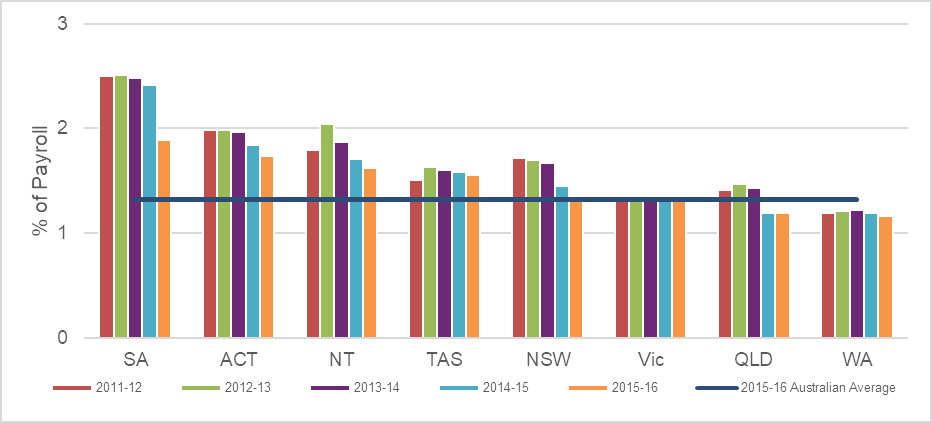 3
2
1
0
% of Payroll
SA ACT NT TAS NSW Vic QLD WA
2011-12 2012-13 2013-14 2014-15 2015-16 2015-16 Australian Average